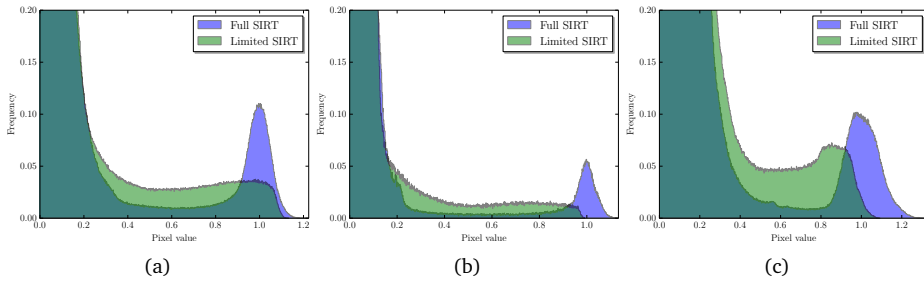 0.20
0.15
0.10
0.05
0.00
Frequency
0.0 0.2 0.4 0.6 0.8 1.0 1.2
Pixel value
Full SIRT
Limited SIRT
(a)
0.20
0.15
0.10
0.05
0.00
Frequency
0.0 0.2 0.4 0.6 0.8 1.0
Pixel value
Full SIRT
Limited SIRT
(b)
0.20
0.15
0.10
0.05
0.00
Frequency
0.0 0.2 0.4 0.6 0.8 1.0 1.2
Pixel value
Full SIRT
Limited SIRT
(c)